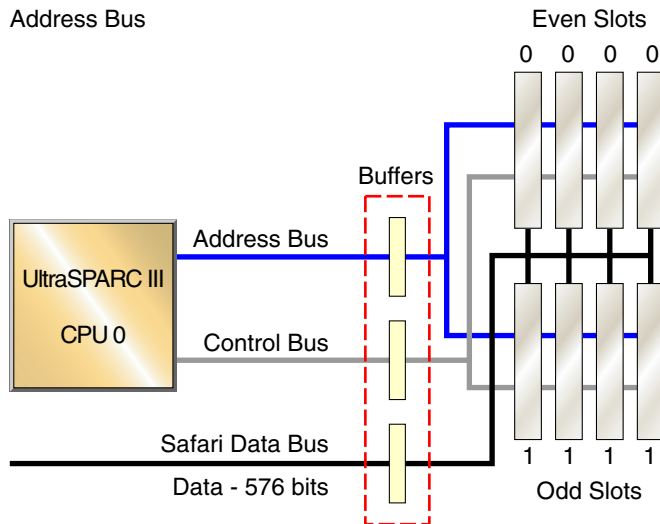 Address Bus
Even Slots
0 0 0 0
Buffers
Address Bus
UltraSPARC III
CPU 0
Control Bus
Safari Data Bus
Data - 576 bits
1 1 1 1
Odd Slots